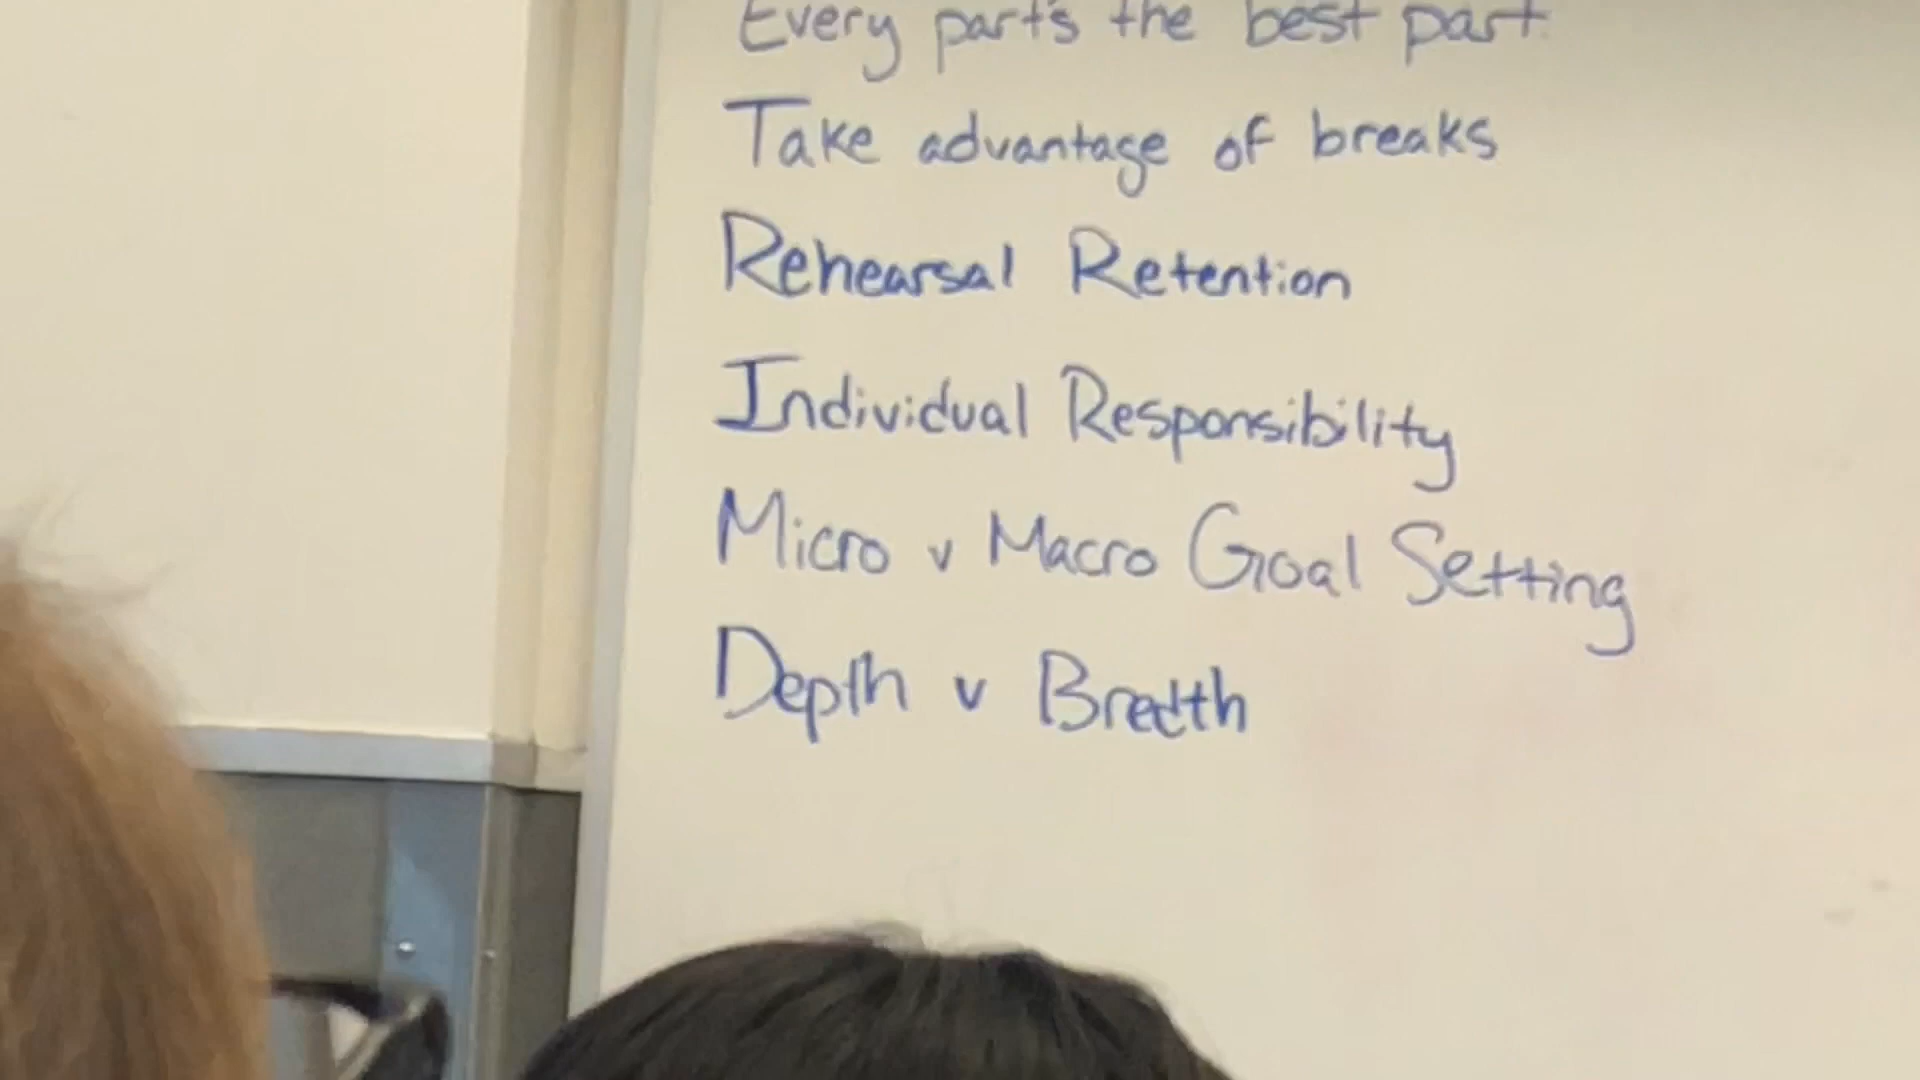 Every part's the best part
Take advantage of breaks
Rehearsal Retention
Individual Responsibility
Micro v Macro Goal Setting
Depth v Bredth